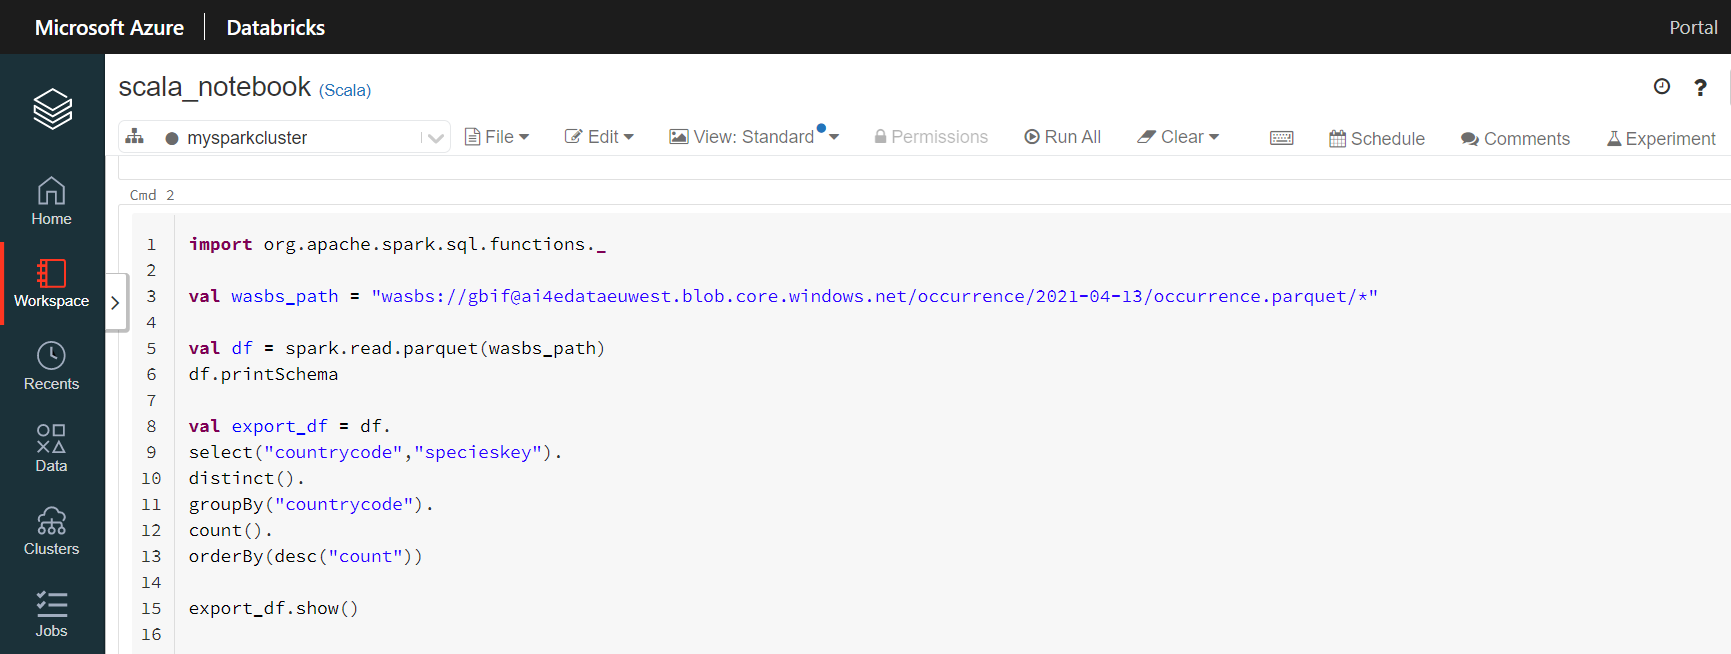 Microsoft Azure Databricks Portal
scala_notebook (Scala)
?
mysparkcluster File Edit View: Standard Permissions Run All Clear Schedule Comments Experiment
Home
Workspace
Recents
Data
Clusters
Jobs
Cmd 2
1 import org.apache.spark.sql.functions._
2
3 val wasbs_path = "wasbs://gbif@ai4edataeuwest.blob.core.windows.net/occurrence/2021-04-13/occurrence.parquet/*"
4
5 val df = spark.read.parquet(wasbs_path)
6 df.printSchema
7
8 val export_df = df.
9 select("countrycode","specieskey").
10 distinct().
11 groupBy("countrycode").
12 count().
13 orderBy(desc("count"))
14
15 export_df.show()
16